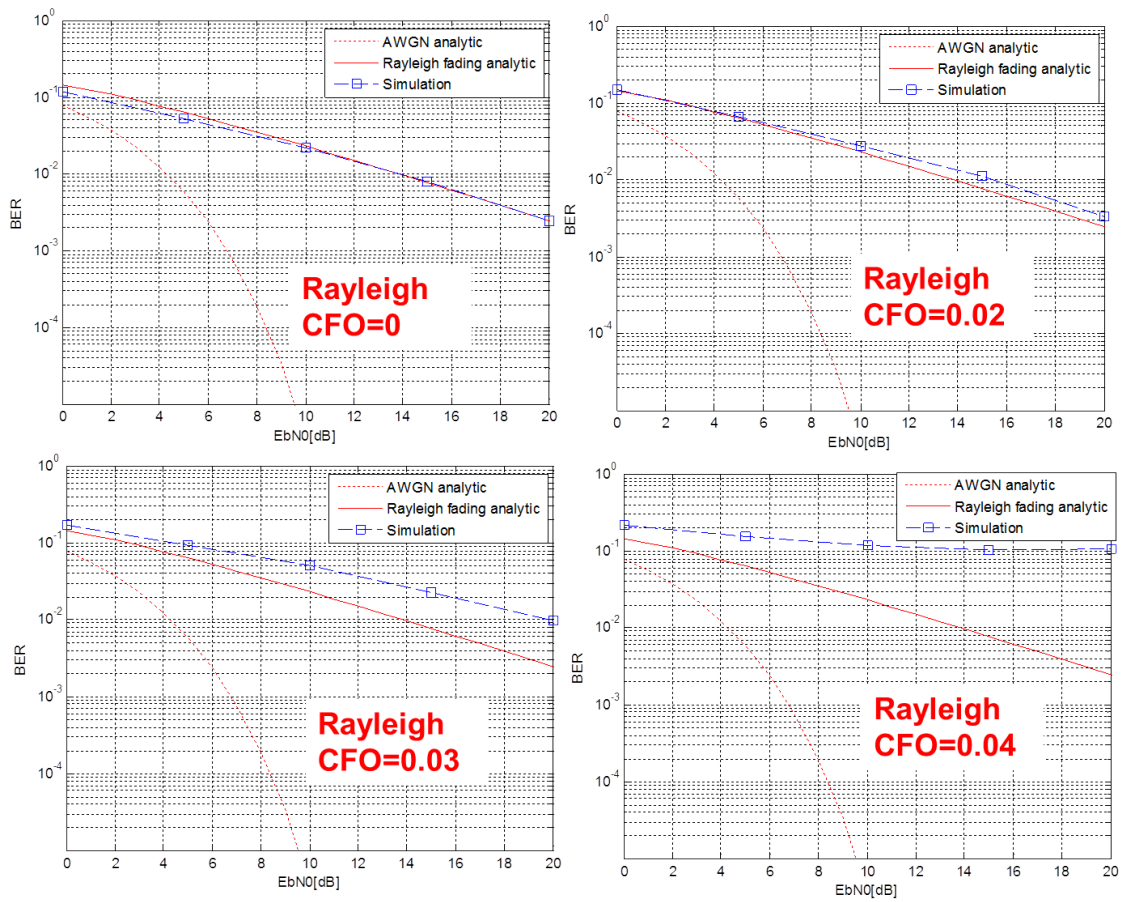 10^0
10^-1
10^-2
10^-3
10^-4
BER
0 2 4 6 8 10 12 14 16 18 20
EbN0[dB]
AWGN analytic
Rayleigh fading analytic
Simulation
Rayleigh
CFO=0
10^0
10^-1
10^-2
10^-3
10^-4
BER
0 2 4 6 8 10 12 14 16 18 20
EbN0[dB]
AWGN analytic
Rayleigh fading analytic
Simulation
Rayleigh
CFO=0.02
10^0
10^-1
10^-2
10^-3
10^-4
BER
0 2 4 6 8 10 12 14 16 18 20
EbN0[dB]
AWGN analytic
Rayleigh fading analytic
Simulation
Rayleigh
CFO=0.03
10^0
10^-1
10^-2
10^-3
10^-4
BER
0 2 4 6 8 10 12 14 16 18 20
EbN0[dB]
AWGN analytic
Rayleigh fading analytic
Simulation
Rayleigh
CFO=0.04